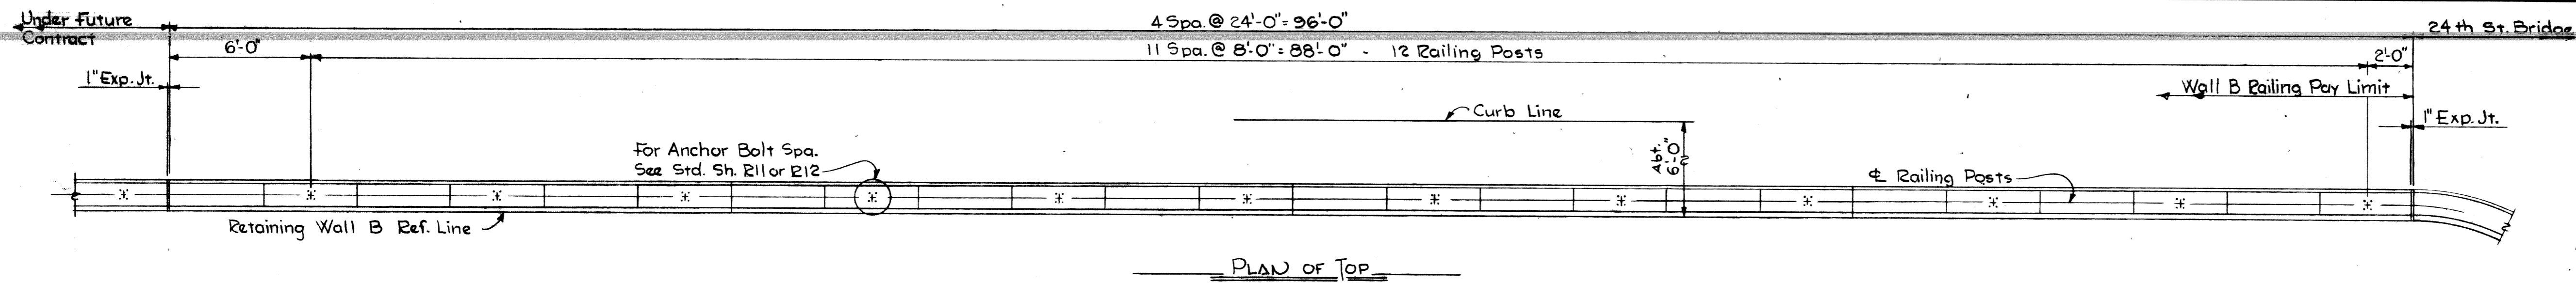 Under Future
Contract
4 Spa. @ 24'-0" = 96'-0"
24th St. Bridge
6'-0"
11 Spa. @ 8'-0" = 88'-0" - 12 Railing Posts
2'-0"
1" Exp. Jt.
Wall B Railing Pay Limit
Curb Line
1" Exp. Jt.
For Anchor Bolt Spa.
See Std. Sh. R11 or R12
Abt.
6'-0"
℄ Railing Posts
Retaining Wall B Ref. Line
PLAN OF TOP